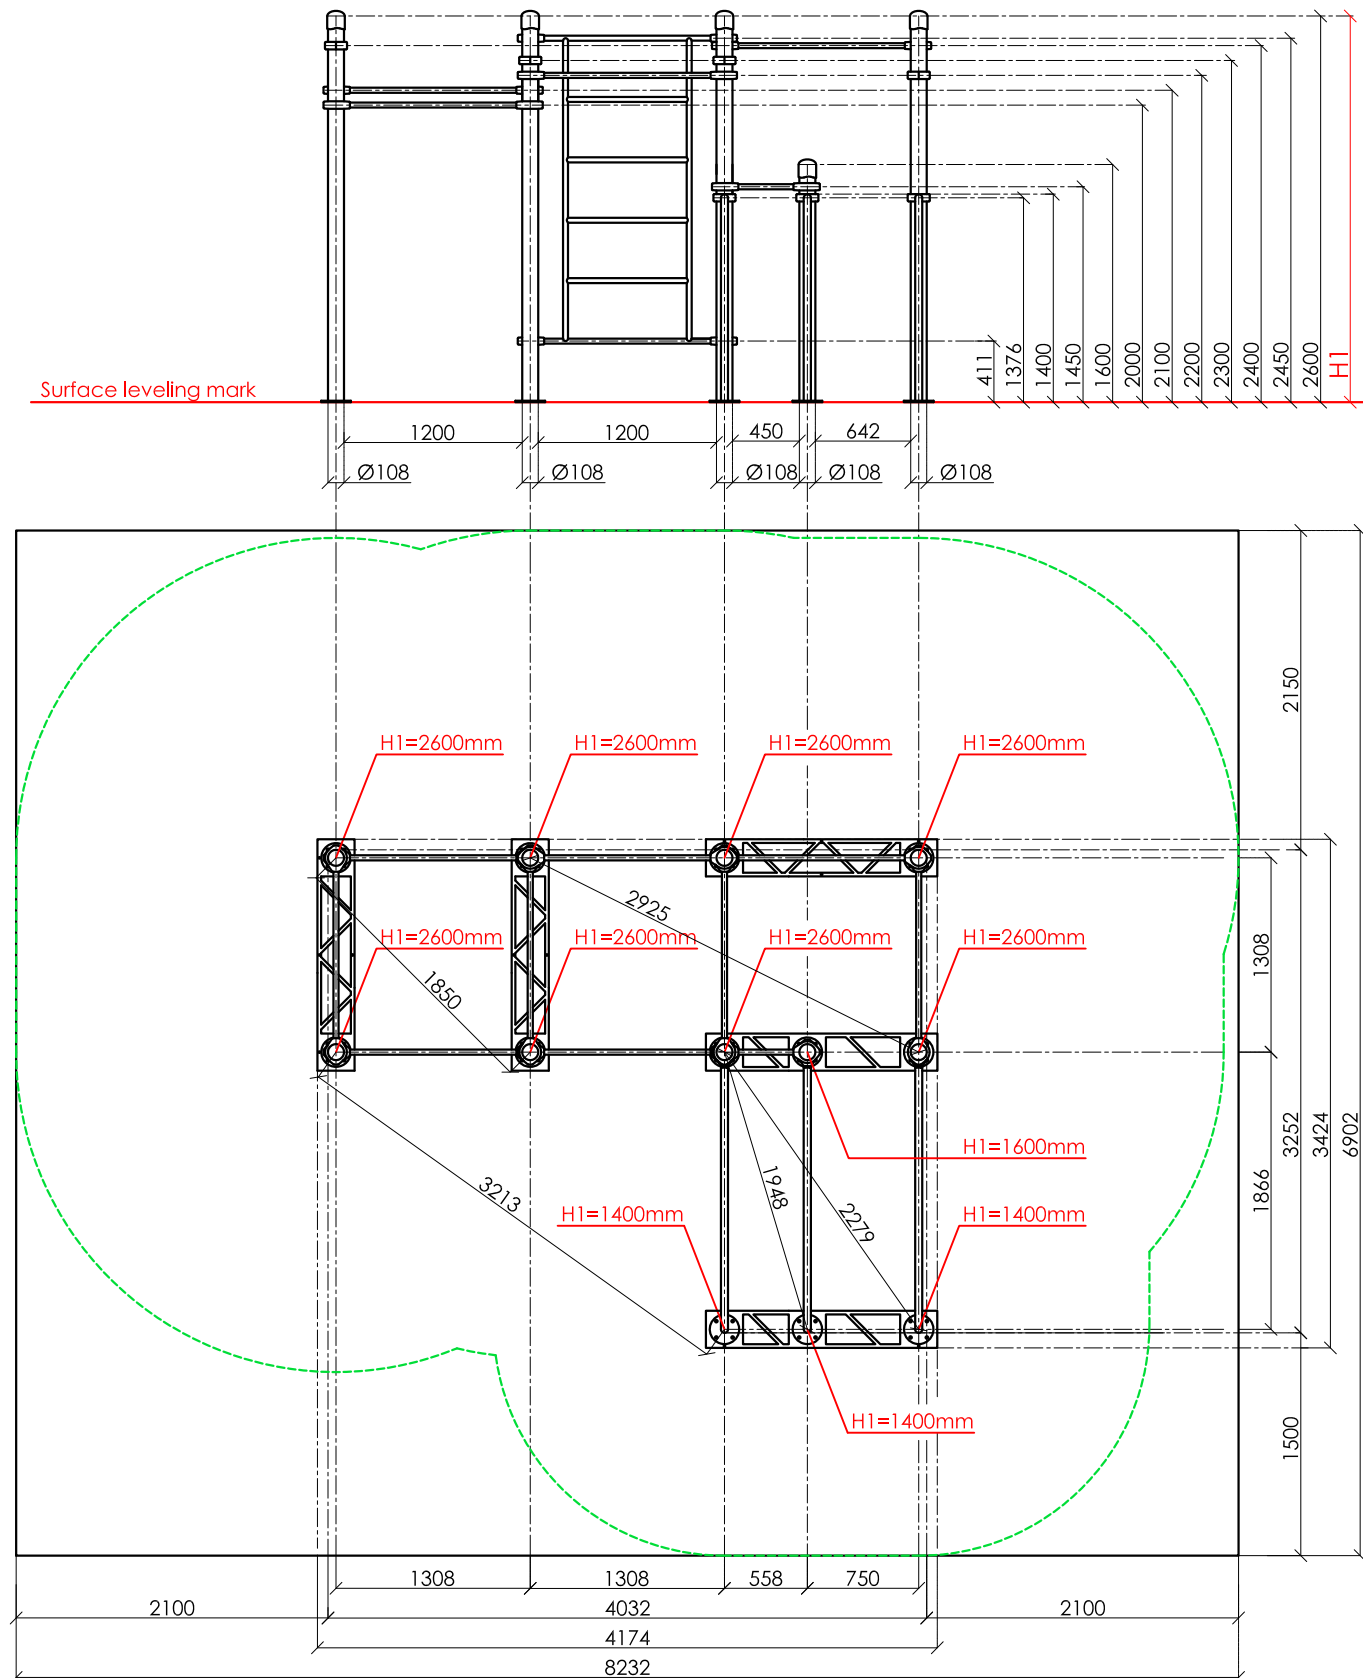 Surface leveling mark
411
1376
1400
1450
1600
2000
2100
2200
2300
2400
2450
2600
H1
1200
1200
450
642
Ø108
Ø108
Ø108
Ø108
Ø108
H1=2600mm
H1=2600mm
H1=2600mm
H1=2600mm
2150
2925
H1=2600mm
H1=2600mm
H1=2600mm
H1=2600mm
1308
1850
3252
3424
6902
H1=1600mm
1948
3213
2279
1866
H1=1400mm
H1=1400mm
H1=1400mm
1500
1308
1308
558
750
2100
4032
2100
4174
8232